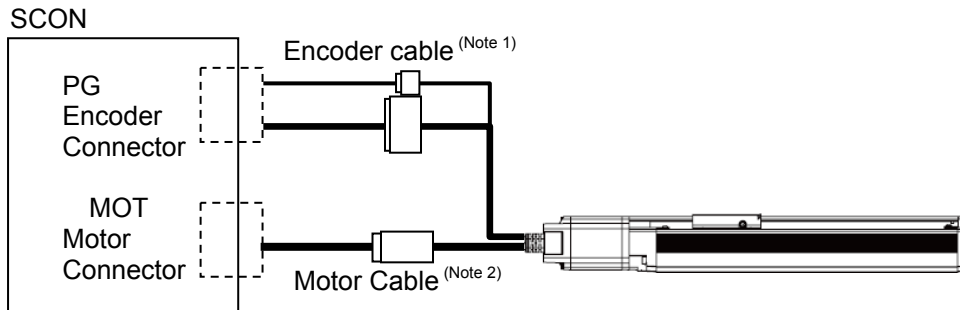 SCON
Encoder cable (Note 1)
PG
Encoder
Connector
MOT
Motor
Connector
Motor Cable (Note 2)